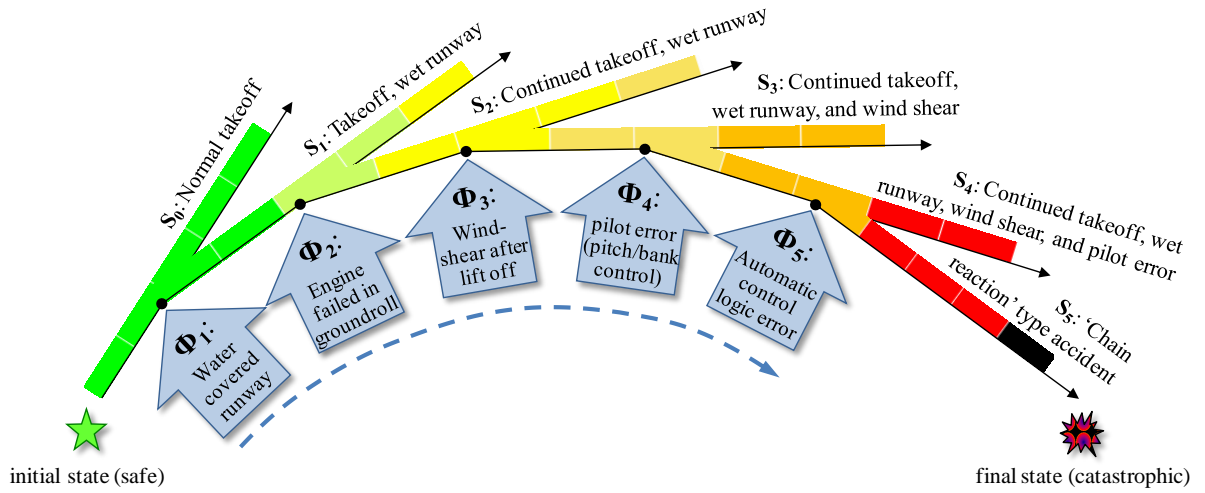 S0: Normal takeoff
S1: Takeoff, wet runway
S2: Continued takeoff, wet runway
S3: Continued takeoff,
wet runway, and wind shear
S4: Continued takeoff, wet
runway, wind shear, and pilot error
S5: ‘Chain
reaction’ type
accident
Φ1:
Water
covered
runway
Φ2:
Engine
failed in
groundroll
Φ3:
Wind-
shear after
lift off
Φ4:
pilot error
(pitch/bank
control)
Φ5:
Automatic
control
logic error
initial state (safe)
final state (catastrophic)